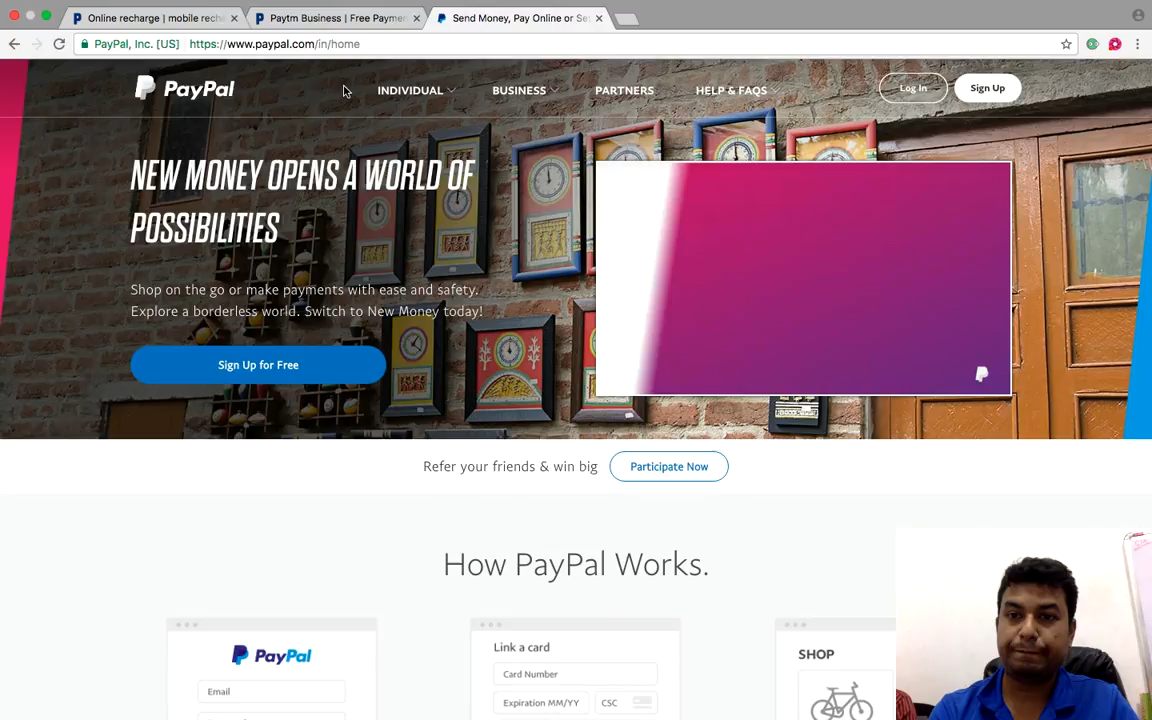 Online recharge | mobile rech
Paytm Business | Free Paymen
Send Money, Pay Online or Se
PayPal, Inc. [US]
https://www.paypal.com/in/home
PayPal
INDIVIDUAL
BUSINESS
PARTNERS
HELP & FAQS
Log In
Sign Up
NEW MONEY OPENS A WORLD OF
POSSIBILITIES
Shop on the go or make payments with ease and safety.
Explore a borderless world. Switch to New Money today!
Sign Up for Free
Refer your friends & win big
Participate Now
How PayPal Works.
PayPal
Email
Link a card
Card Number
Expiration MM/YY
CSC
SHOP